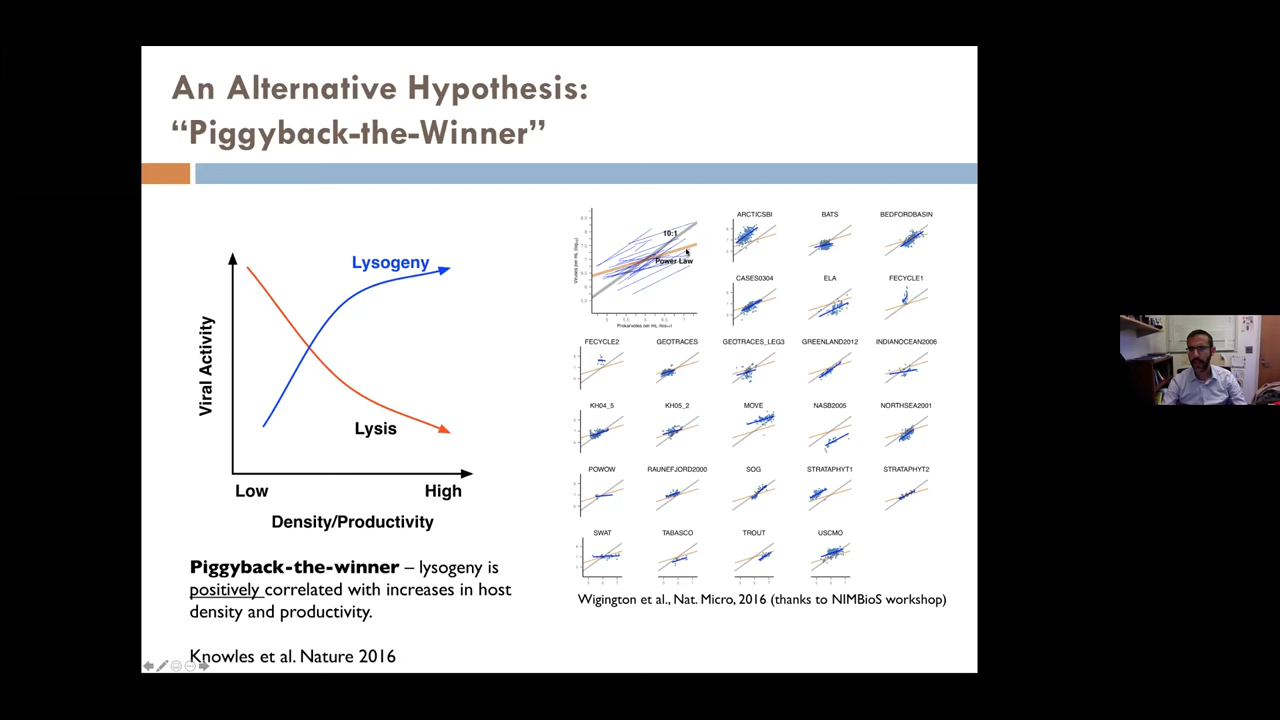 An Alternative Hypothesis:
“Piggyback-the-Winner”
Lysogeny
Viral Activity
Lysis
Low
High
Density/Productivity
Piggyback-the-winner – lysogeny is
positively correlated with increases in host
density and productivity.
Knowles et al. Nature 2016
10:1
Power Law
ARCTICSBI
BATS
BEDFORDBASIN
CASES0304
ELA
FECYCLE1
FECYCLE2
GEOTRACES
GEOTRACES_LEG3
GREENLAND2012
INDIANOCEAN2006
KH04_5
KH05_2
MOVE
NASB2005
NORTHSEA2001
POWOW
RAUNEFJORD2000
SOG
STRATAPHYT1
STRATAPHYT2
SWAT
TABASCO
TROUT
USCMO
Wigington et al., Nat. Micro, 2016 (thanks to NIMBioS workshop)